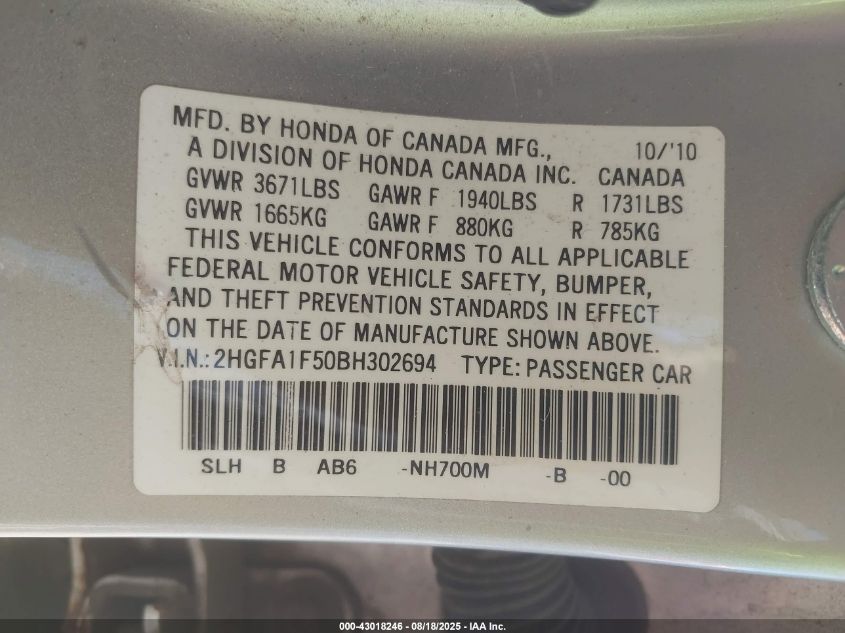 MFD. BY HONDA OF CANADA MFG., 10/'10
A DIVISION OF HONDA CANADA INC. CANADA
GVWR 3671LBS GAWR F 1940LBS R 1731LBS
GVWR 1665KG GAWR F 880KG R 785KG
THIS VEHICLE CONFORMS TO ALL APPLICABLE
FEDERAL MOTOR VEHICLE SAFETY, BUMPER,
AND THEFT PREVENTION STANDARDS IN EFFECT
ON THE DATE OF MANUFACTURE SHOWN ABOVE.
V.I.N.: 2HGFA1F50BH302694 TYPE: PASSENGER CAR
SLH B AB6 -NH700M -B -00
000-43018246 - 08/18/2025 - IAA Inc.